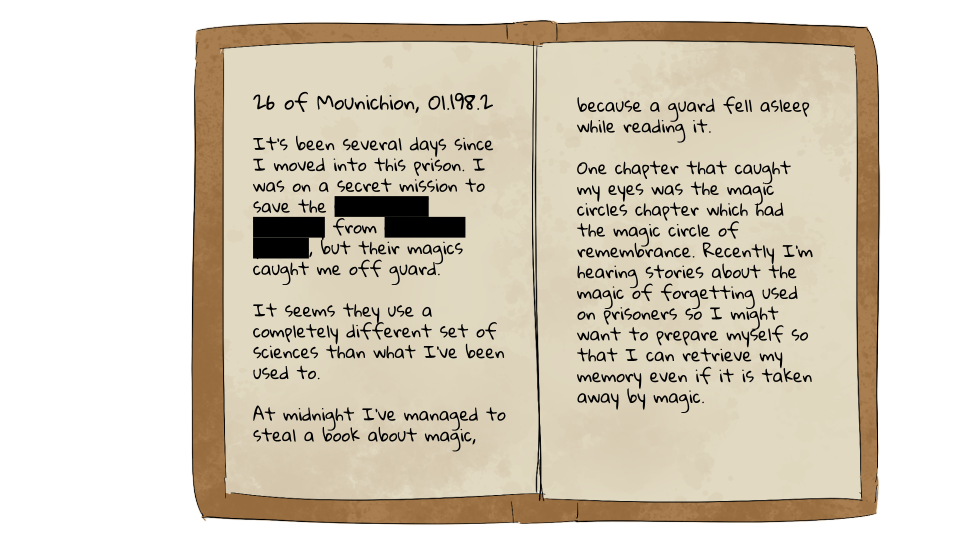 26 of Mounichion, 01.198.2
It's been several days since
I moved into this prison. I
was on a secret mission to
save the
from
, but their magics
caught me off guard.
It seems they use a
completely different set of
sciences than what I've been
used to.
At midnight I've managed to
steal a book about magic,
because a guard fell asleep
while reading it.
One chapter that caught
my eyes was the magic
circles chapter which had
the magic circle of
remembrance. Recently I'm
hearing stories about the
magic of forgetting used
on prisoners so I might
want to prepare myself so
that I can retrieve my
memory even if it is taken
away by magic.